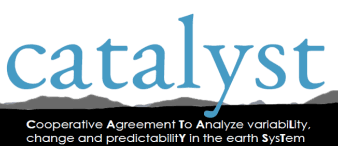 catalyst
Cooperative Agreement To Analyze variabiLity,
change and predictabilitY in the earth SysTem